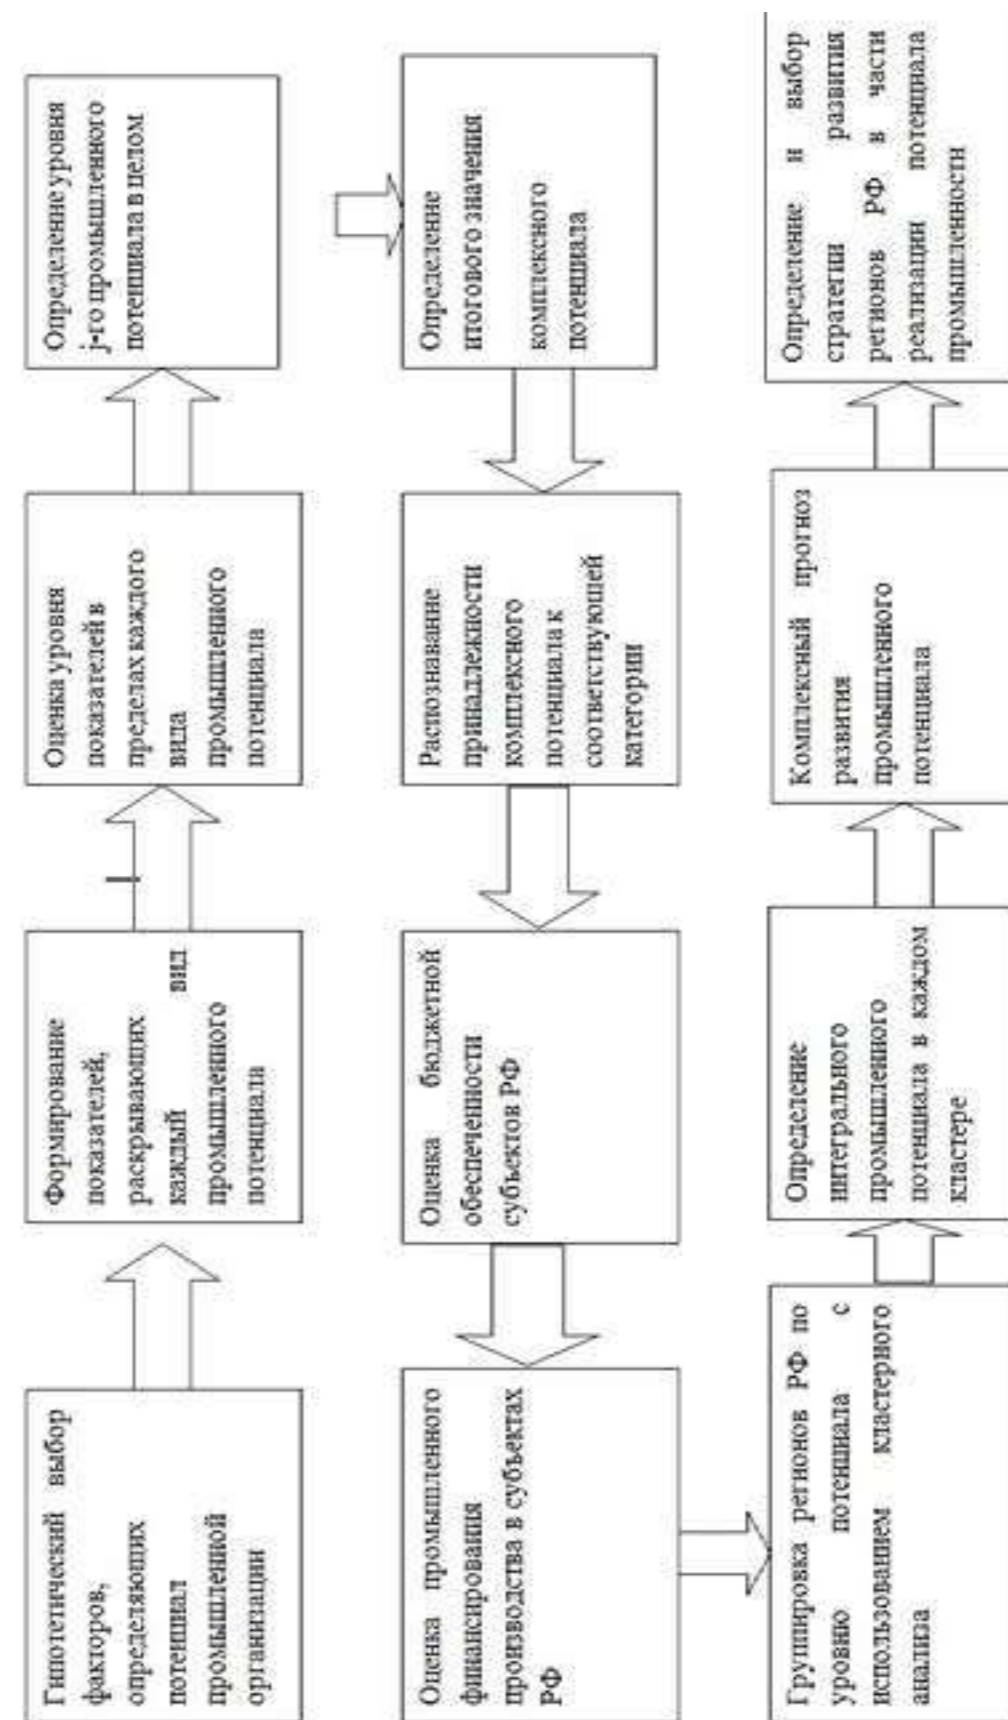 Гипотетический выбор
факторов,
определяющих
потенциал
промышленной
организации
Формирование
показателей,
раскрывающих
каждый вид
промышленного
потенциала
Оценка уровня
показателей в
пределах каждого
вида
промышленного
потенциала
Определение уровня
j-го промышленного
потенциала в целом
Определение
итогового значения
комплексного
потенциала
Распознавание
принадлежности
комплексного
потенциала к
соответствующей
категории
Оценка бюджетной
обеспеченности
субъектов РФ
Оценка промышленного
финансирования
производства в субъектах
РФ
Группировка регионов РФ по
уровню потенциала с
использованием кластерного
анализа
Определение
интегрального
промышленного
потенциала в каждом
кластере
Комплексный прогноз
развития
промышленного
потенциала
Определение и выбор
стратегии развития
регионов РФ в части
реализации потенциала
промышленности